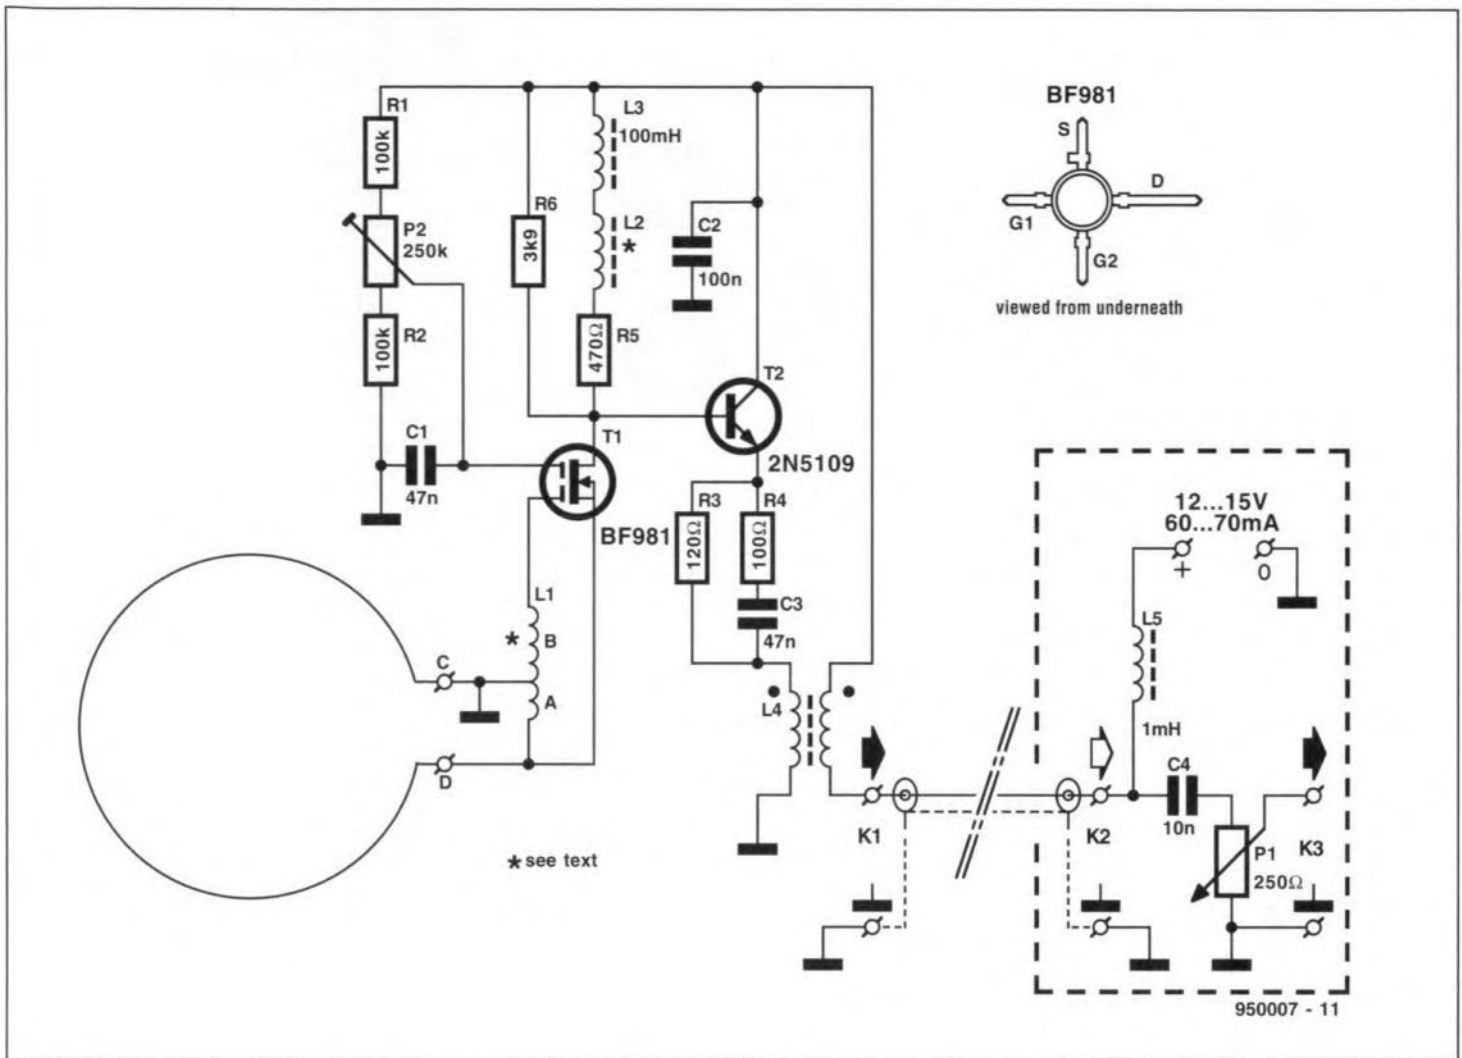 R1
100k
P2
250k
R2
100k
C1
47n
R6
3k9
L3
100mH
L2
*
R5
470Ω
C2
100n
T2
2N5109
T1
BF981
R3
120Ω
R4
100Ω
C3
47n
L1
*
B
A
C
D
L4
K1
* see text
BF981
S
D
G1
G2
viewed from underneath
12...15V
60...70mA
+
0
L5
1mH
C4
10n
K2
P1
250Ω
K3
950007 - 11